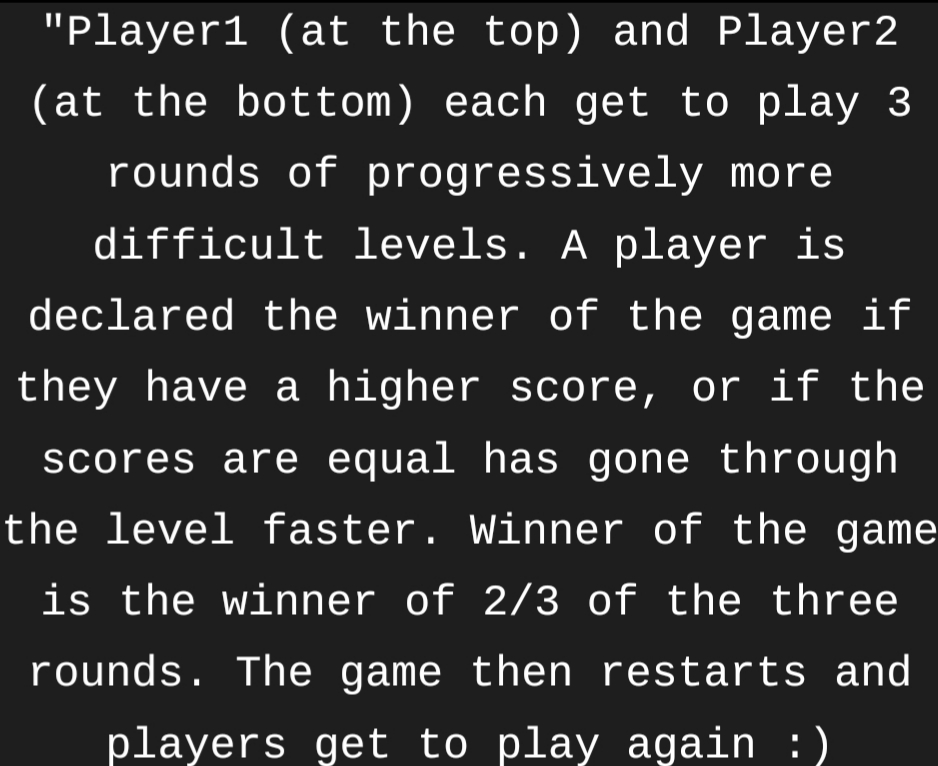 "Player1 (at the top) and Player2
(at the bottom) each get to play 3
rounds of progressively more
difficult levels. A player is
declared the winner of the game if
they have a higher score, or if the
scores are equal has gone through
the level faster. Winner of the game
is the winner of 2/3 of the three
rounds. The game then restarts and
players get to play again :)